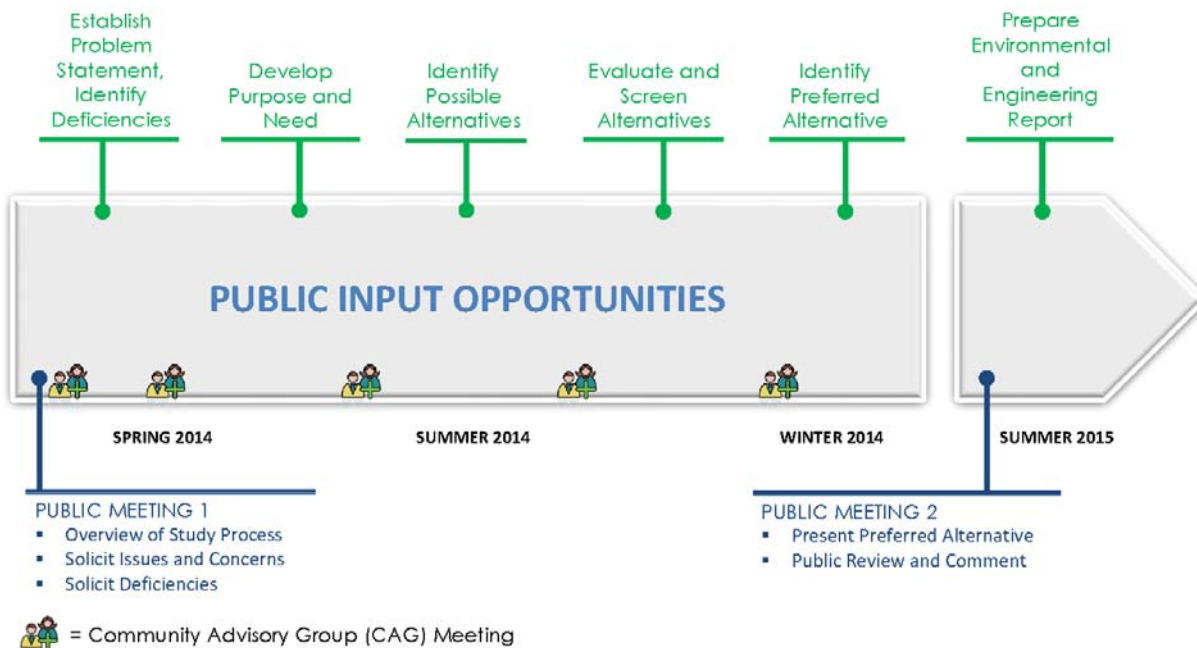 Establish
Problem
Statement,
Identify
Deficiencies
Develop
Purpose and
Need
Identify
Possible
Alternatives
Evaluate and
Screen
Alternatives
Identify
Preferred
Alternative
Prepare
Environmental
and
Engineering
Report
PUBLIC INPUT OPPORTUNITIES
SPRING 2014
SUMMER 2014
WINTER 2014
SUMMER 2015
PUBLIC MEETING 1
▪ Overview of Study Process
▪ Solicit Issues and Concerns
▪ Solicit Deficiencies
PUBLIC MEETING 2
▪ Present Preferred Alternative
▪ Public Review and Comment
= Community Advisory Group (CAG) Meeting